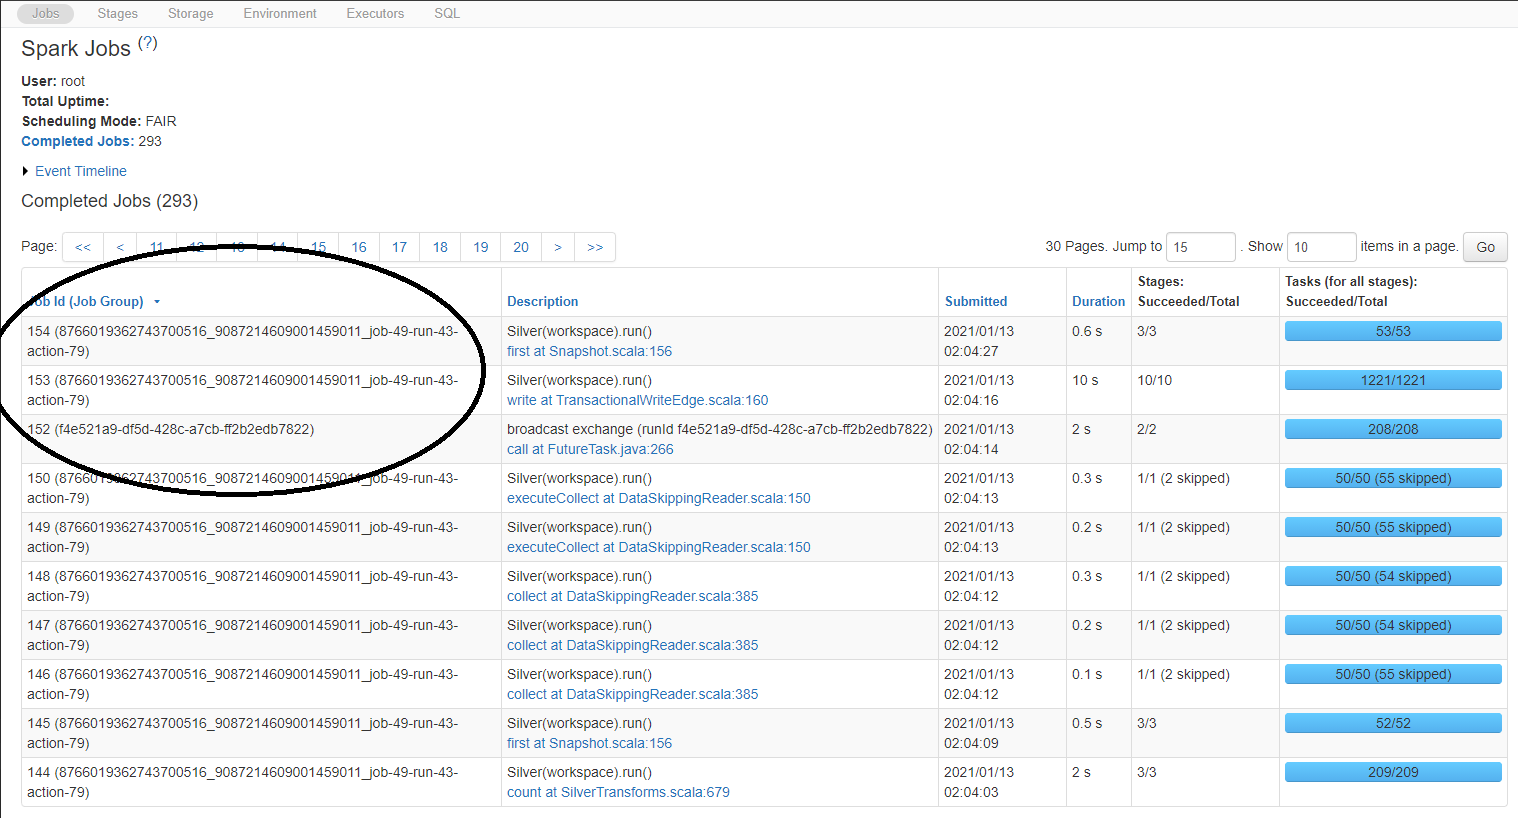 Jobs Stages Storage Environment Executors SQL
Spark Jobs (?)
User: root
Total Uptime:
Scheduling Mode: FAIR
Completed Jobs: 293
Event Timeline
Completed Jobs (293)
Page: << < 11 12 13 14 15 16 17 18 19 20 > >> 30 Pages. Jump to 15 . Show 10 items in a page. Go
Job Id (Job Group) Description Submitted Duration Stages: Succeeded/Total Tasks (for all stages): Succeeded/Total
154 (8766019362743700516_9087214609001459011_job-49-run-43- Silver(workspace).run() 2021/01/13 0.6 s 3/3 53/53
action-79) first at Snapshot.scala:156 02:04:27
153 (8766019362743700516_9087214609001459011_job-49-run-43- Silver(workspace).run() 2021/01/13 10 s 10/10 1221/1221
action-79) write at TransactionalWriteEdge.scala:160 02:04:16
152 (f4e521a9-df5d-428c-a7cb-ff2b2edb7822) broadcast exchange (runId f4e521a9-df5d-428c-a7cb-ff2b2edb7822) 2021/01/13 2 s 2/2 208/208
call at FutureTask.java:266 02:04:14
150 (8766019362743700516_9087214609001459011_job-49-run-43- Silver(workspace).run() 2021/01/13 0.3 s 1/1 (2 skipped) 50/50 (55 skipped)
action-79) executeCollect at DataSkippingReader.scala:150 02:04:13
149 (8766019362743700516_9087214609001459011_job-49-run-43- Silver(workspace).run() 2021/01/13 0.2 s 1/1 (2 skipped) 50/50 (55 skipped)
action-79) executeCollect at DataSkippingReader.scala:150 02:04:13
148 (8766019362743700516_9087214609001459011_job-49-run-43- Silver(workspace).run() 2021/01/13 0.3 s 1/1 (2 skipped) 50/50 (54 skipped)
action-79) collect at DataSkippingReader.scala:385 02:04:12
147 (8766019362743700516_9087214609001459011_job-49-run-43- Silver(workspace).run() 2021/01/13 0.2 s 1/1 (2 skipped) 50/50 (54 skipped)
action-79) collect at DataSkippingReader.scala:385 02:04:12
146 (8766019362743700516_9087214609001459011_job-49-run-43- Silver(workspace).run() 2021/01/13 0.1 s 1/1 (2 skipped) 50/50 (55 skipped)
action-79) collect at DataSkippingReader.scala:385 02:04:12
145 (8766019362743700516_9087214609001459011_job-49-run-43- Silver(workspace).run() 2021/01/13 0.5 s 3/3 52/52
action-79) first at Snapshot.scala:156 02:04:09
144 (8766019362743700516_9087214609001459011_job-49-run-43- Silver(workspace).run() 2021/01/13 2 s 3/3 209/209
action-79) count at SilverTransforms.scala:679 02:04:03